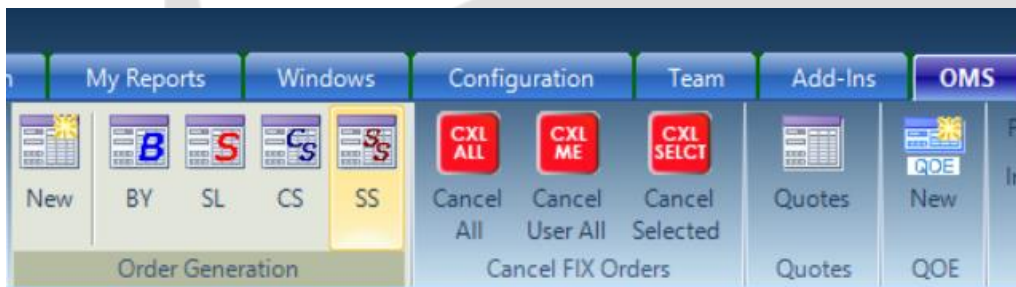 My Reports Windows Configuration Team Add-Ins OMS
B S CS SS CXL ALL CXL ME CXL SELCT QOE
New BY SL CS SS Cancel All Cancel User All Cancel Selected Quotes New
Order Generation Cancel FIX Orders Quotes QOE